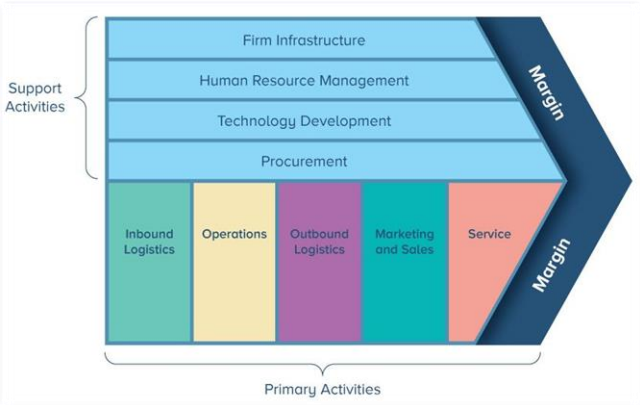 Firm Infrastructure
Human Resource Management
Technology Development
Procurement
Support
Activities
Margin
Inbound
Logistics
Operations
Outbound
Logistics
Marketing
and Sales
Service
Margin
Primary Activities